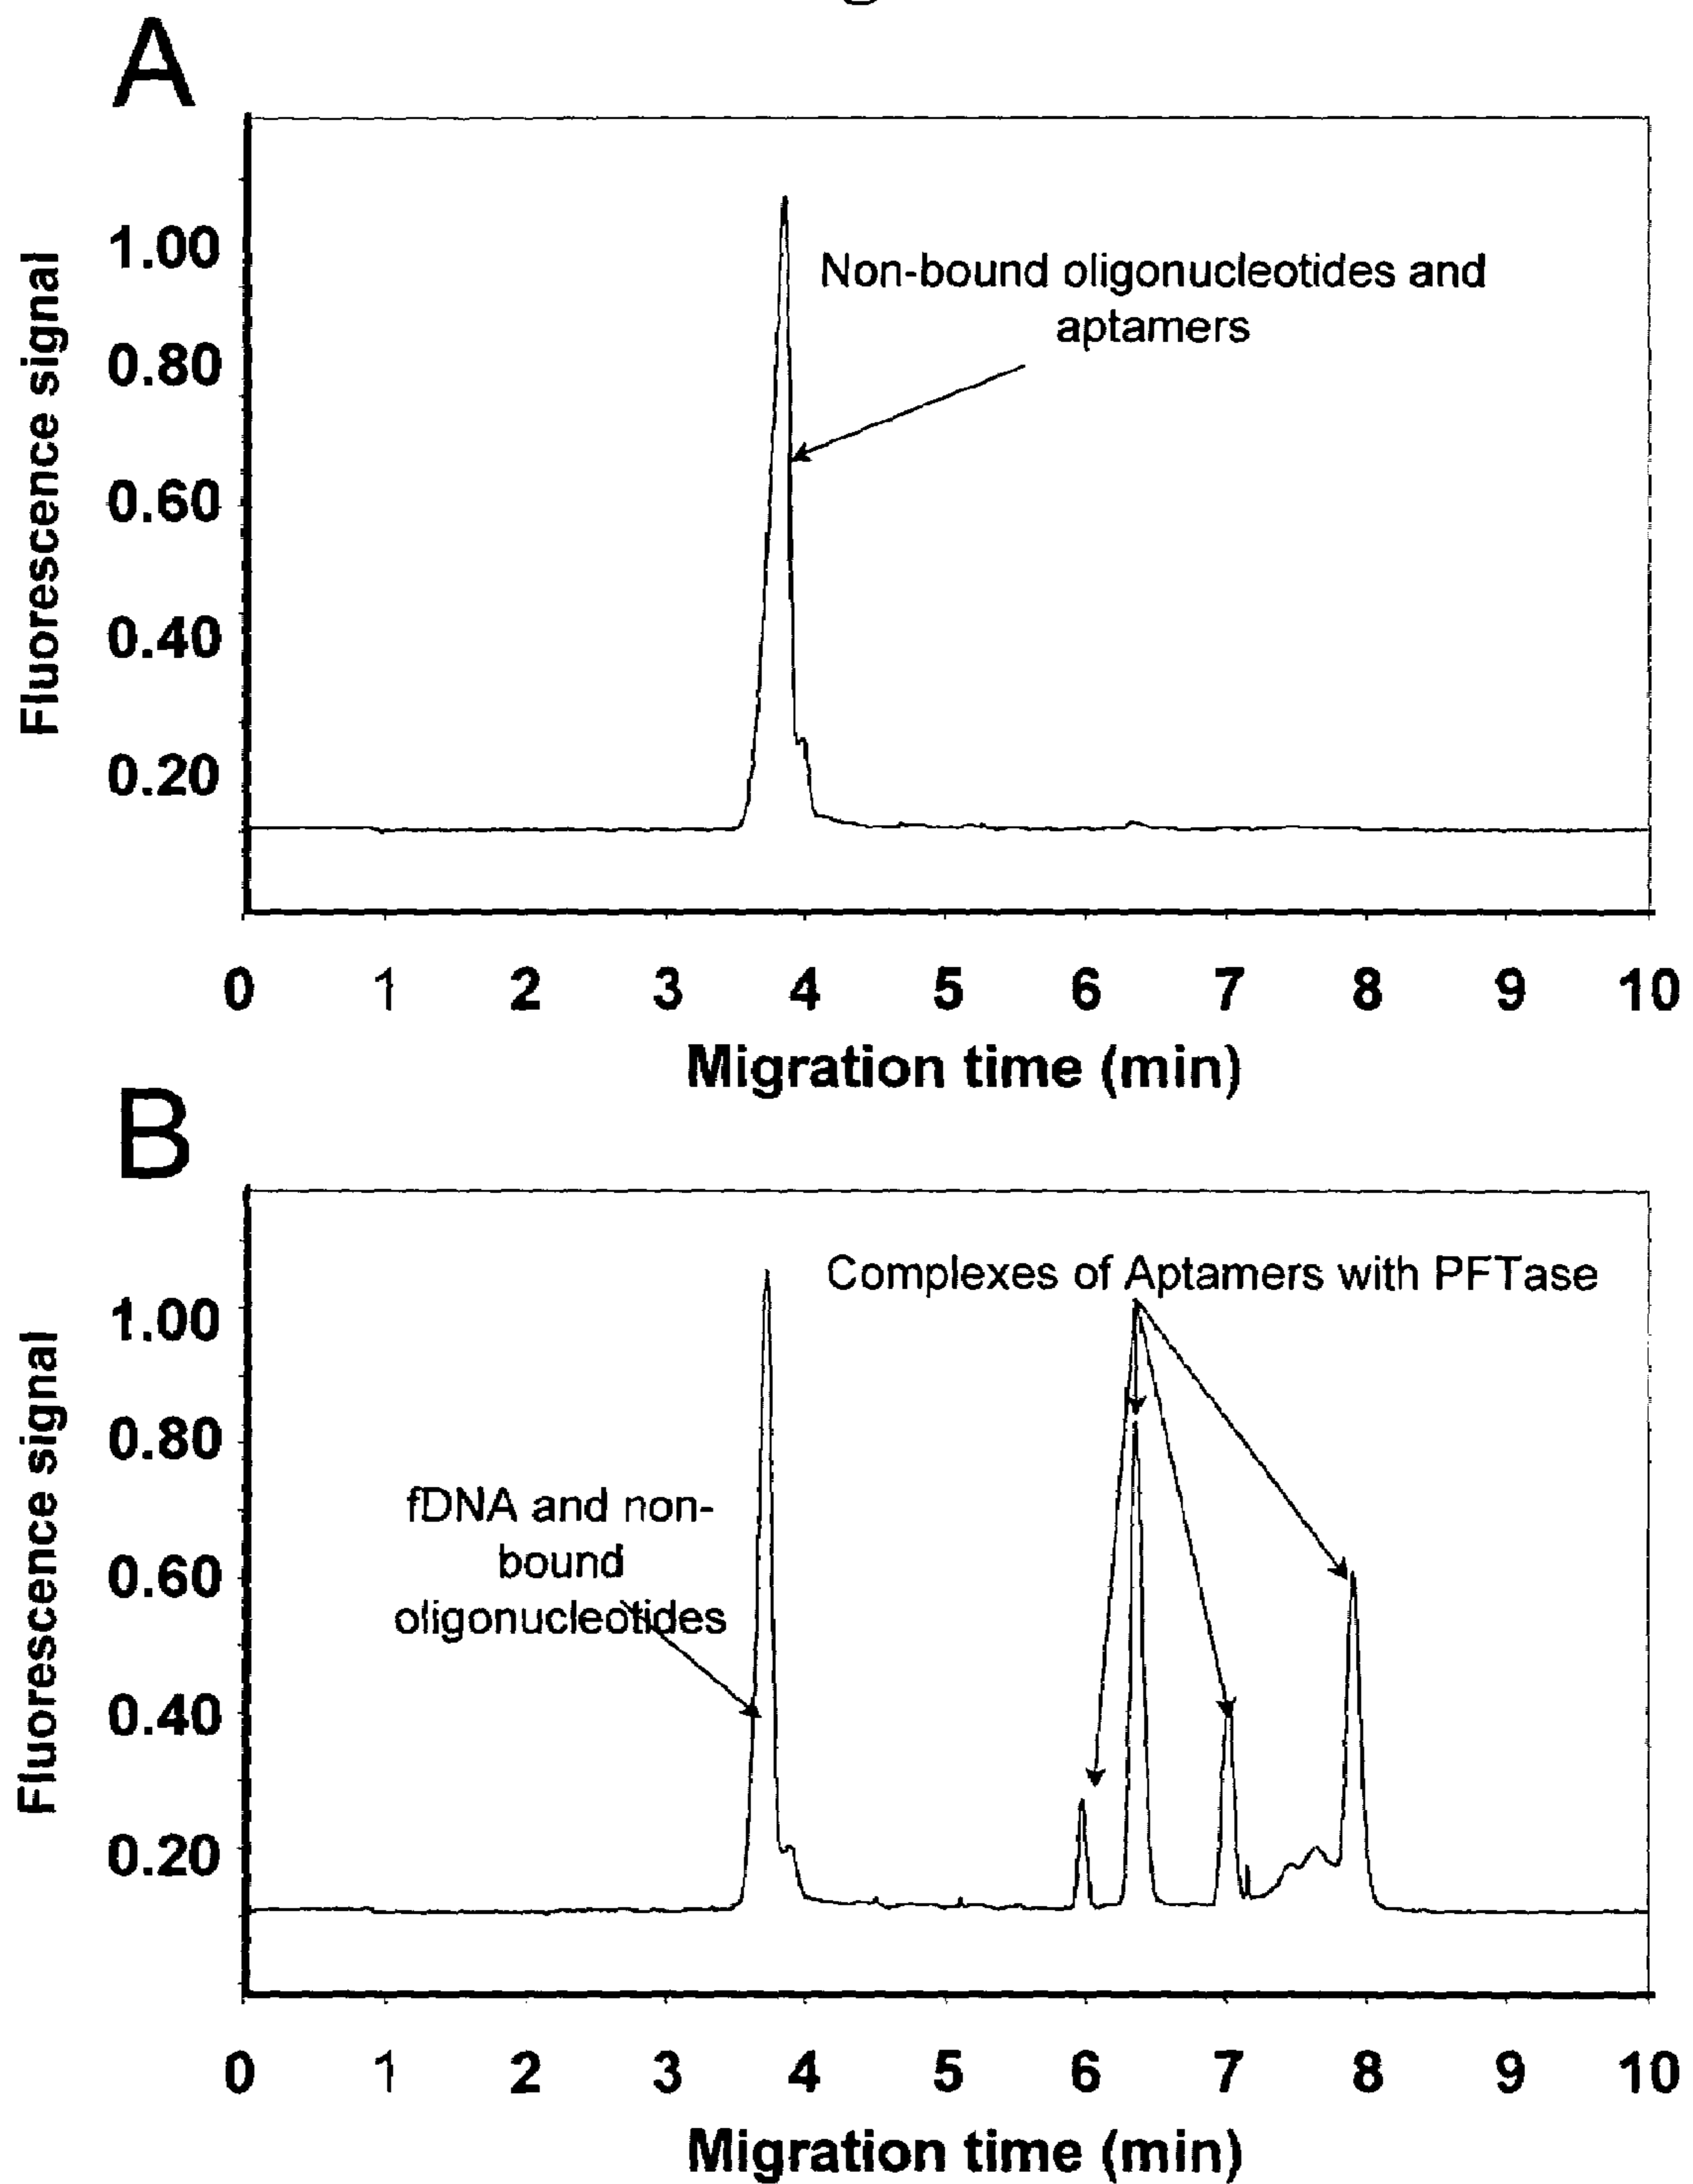 A
Fluorescence signal
1.00
0.80
0.60
0.40
0.20
Non-bound oligonucleotides and
aptamers
0 1 2 3 4 5 6 7 8 9 10
Migration time (min)
B
Fluorescence signal
1.00
0.80
0.60
0.40
0.20
Complexes of Aptamers with PFTase
fDNA and non-
bound
oligonucleotides
0 1 2 3 4 5 6 7 8 9 10
Migration time (min)